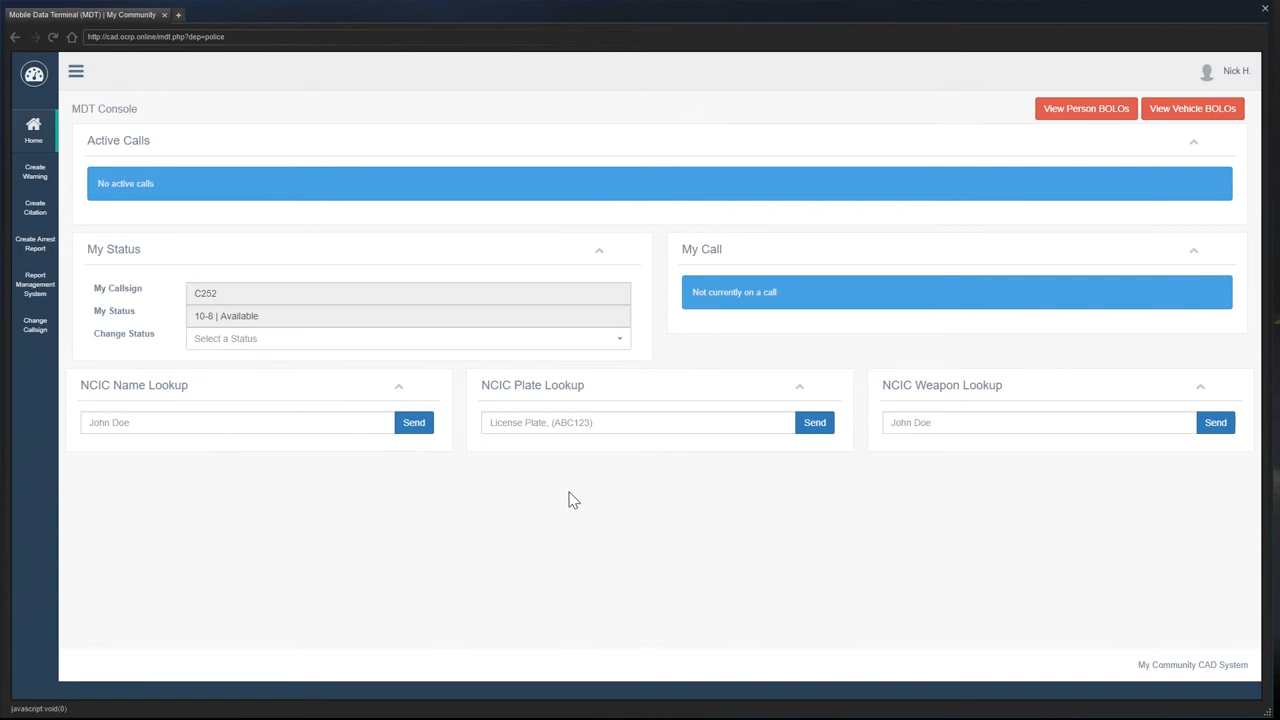 Mobile Data Terminal (MDT) | My Community
http://cad.ocrp.online/mdt.php?dep=police
Nick H.
MDT Console
View Person BOLOs
View Vehicle BOLOs
Home
Create
Warning
Create
Citation
Create Arrest
Report
Report
Management
System
Change
Callsign
Active Calls
No active calls
My Status
My Callsign
C252
My Status
10-8 | Available
Change Status
Select a Status
My Call
Not currently on a call
NCIC Name Lookup
John Doe
Send
NCIC Plate Lookup
License Plate, (ABC123)
Send
NCIC Weapon Lookup
John Doe
Send
My Community CAD System
javascript:void(0)